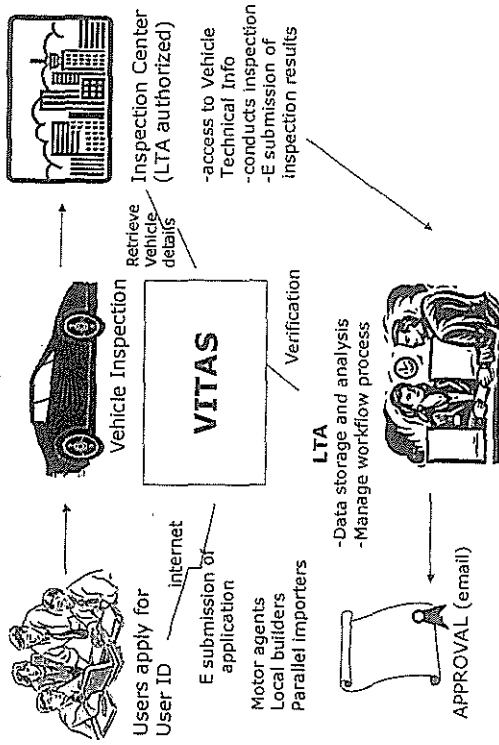 Users apply for
User ID
internet
E submission of
application
Motor agents
Local builders
Parallel Importers
Vehicle Inspection
VITAS
Retrieve
Vehicle
details
Verification
Inspection Center
(LTA authorized)
-access to Vehicle
Technical Info
-conducts inspection
-E submission of
inspection results
LTA
-Data storage and analysis
-Manage workflow process
APPROVAL (email)